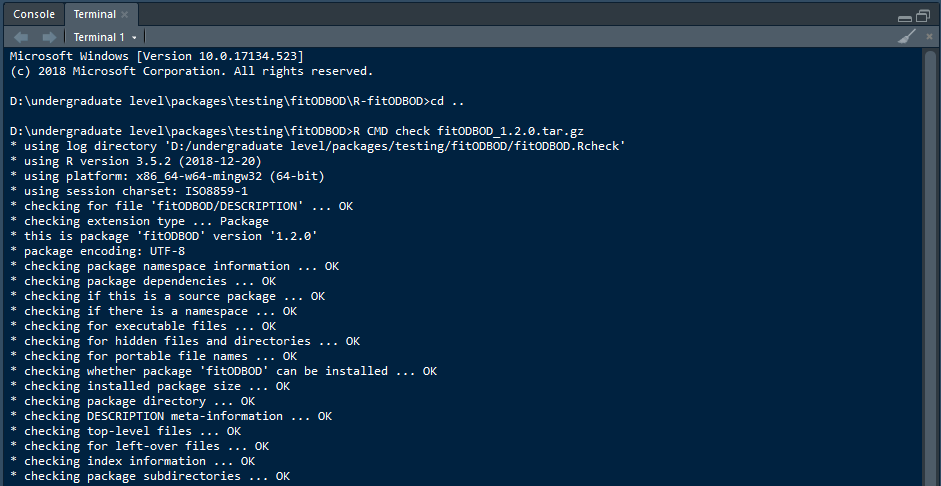 Console Terminal
Terminal 1
Microsoft Windows [Version 10.0.17134.523]
(c) 2018 Microsoft Corporation. All rights reserved.
D:\undergraduate level\packages\testing\fitODBOD\R-fitODBOD>cd ..
D:\undergraduate level\packages\testing\fitODBOD>R CMD check fitODBOD_1.2.0.tar.gz
* using log directory 'D:/undergraduate level/packages/testing/fitODBOD/fitODBOD.Rcheck'
* using R version 3.5.2 (2018-12-20)
* using platform: x86_64-w64-mingw32 (64-bit)
* using session charset: ISO8859-1
* checking for file 'fitODBOD/DESCRIPTION' ... OK
* checking extension type ... Package
* this is package 'fitODBOD' version '1.2.0'
* package encoding: UTF-8
* checking package namespace information ... OK
* checking package dependencies ... OK
* checking if this is a source package ... OK
* checking if there is a namespace ... OK
* checking for executable files ... OK
* checking for hidden files and directories ... OK
* checking for portable file names ... OK
* checking whether package 'fitODBOD' can be installed ... OK
* checking installed package size ... OK
* checking package directory ... OK
* checking DESCRIPTION meta-information ... OK
* checking top-level files ... OK
* checking for left-over files ... OK
* checking index information ... OK
* checking package subdirectories ... OK